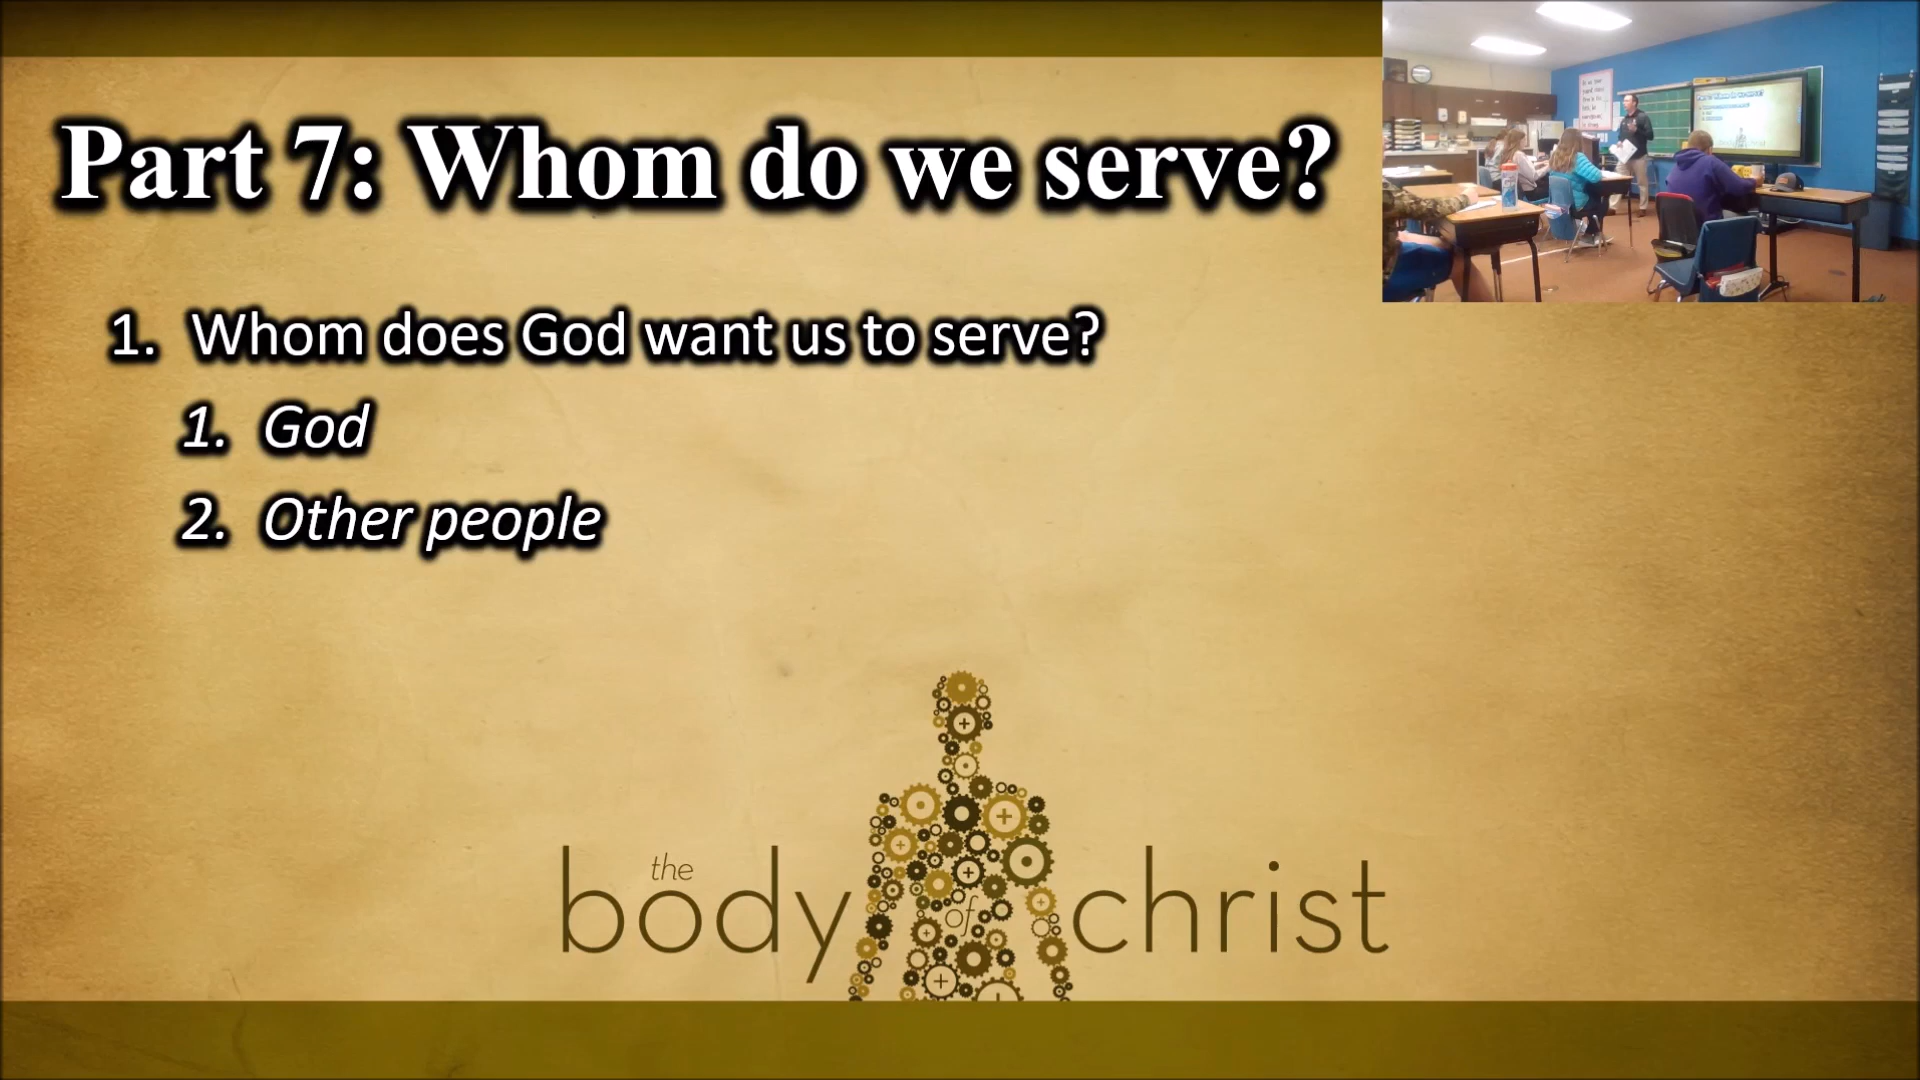 Part 7: Whom do we serve?
1. Whom does God want us to serve?
1. God
2. Other people
the
body of christ